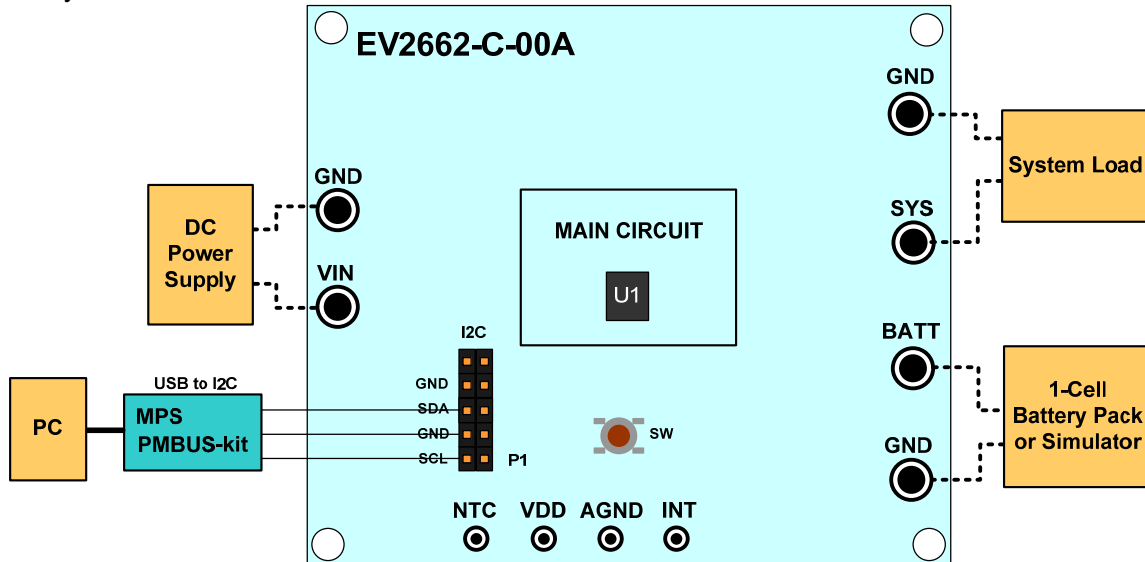 EV2662-C-00A
GND
System Load
SYS
GND
DC
Power
Supply
VIN
MAIN CIRCUIT
U1
BATT
1-Cell
Battery Pack
or Simulator
GND
I2C
GND
SDA
GND
SCL
P1
USB to I2C
PC
MPS
PMBUS-kit
SW
NTC
VDD
AGND
INT